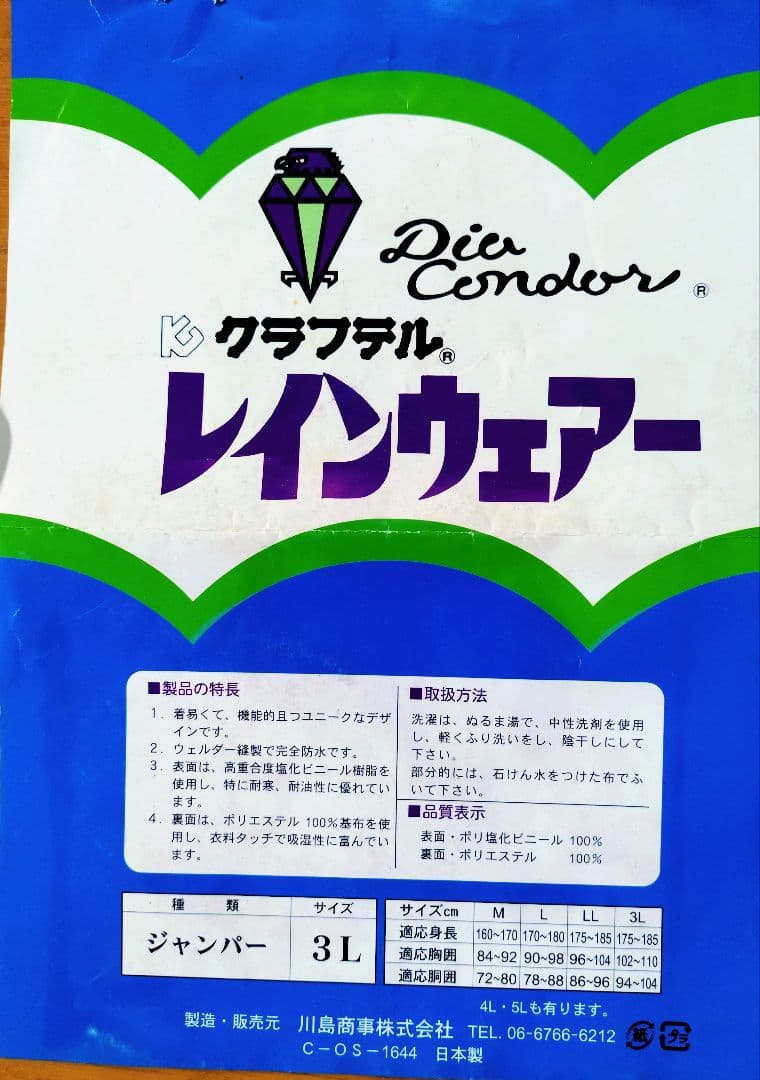 Dia
Condor ®
クラフテル®
レインウェアー
■製品の特長
1. 着易くて、機能的且つユニークなデザ
インです。
2. ウェルダー縫製で完全防水です。
3. 表面は、高重合度塩化ビニール樹脂を
使用し、特に耐寒、耐油性に優れてい
ます。
4. 裏面は、ポリエステル 100%基布を使
用し、衣料タッチで吸湿性に富んでい
ます。
■取扱方法
洗濯は、ぬるま湯で、中性洗剤を使用
し、軽くふり洗いをし、陰干しにして
下さい。
部分的には、石けん水をつけた布でふ
いて下さい。
■品質表示
表面・ポリ塩化ビニール 100%
裏面・ポリエステル 100%
種 類 サイズ
ジャンパー 3L
サイズcm M L LL 3L
適応身長 160~170 170~180 175~185 175~185
適応胸囲 84~92 90~98 96~104 102~110
適応胴囲 72~80 78~88 86~96 94~104
4L・5Lも有ります。
製造・販売元 川島商事株式会社 TEL. 06-6766-6212 紙 プラ
C-OS-1644 日本製